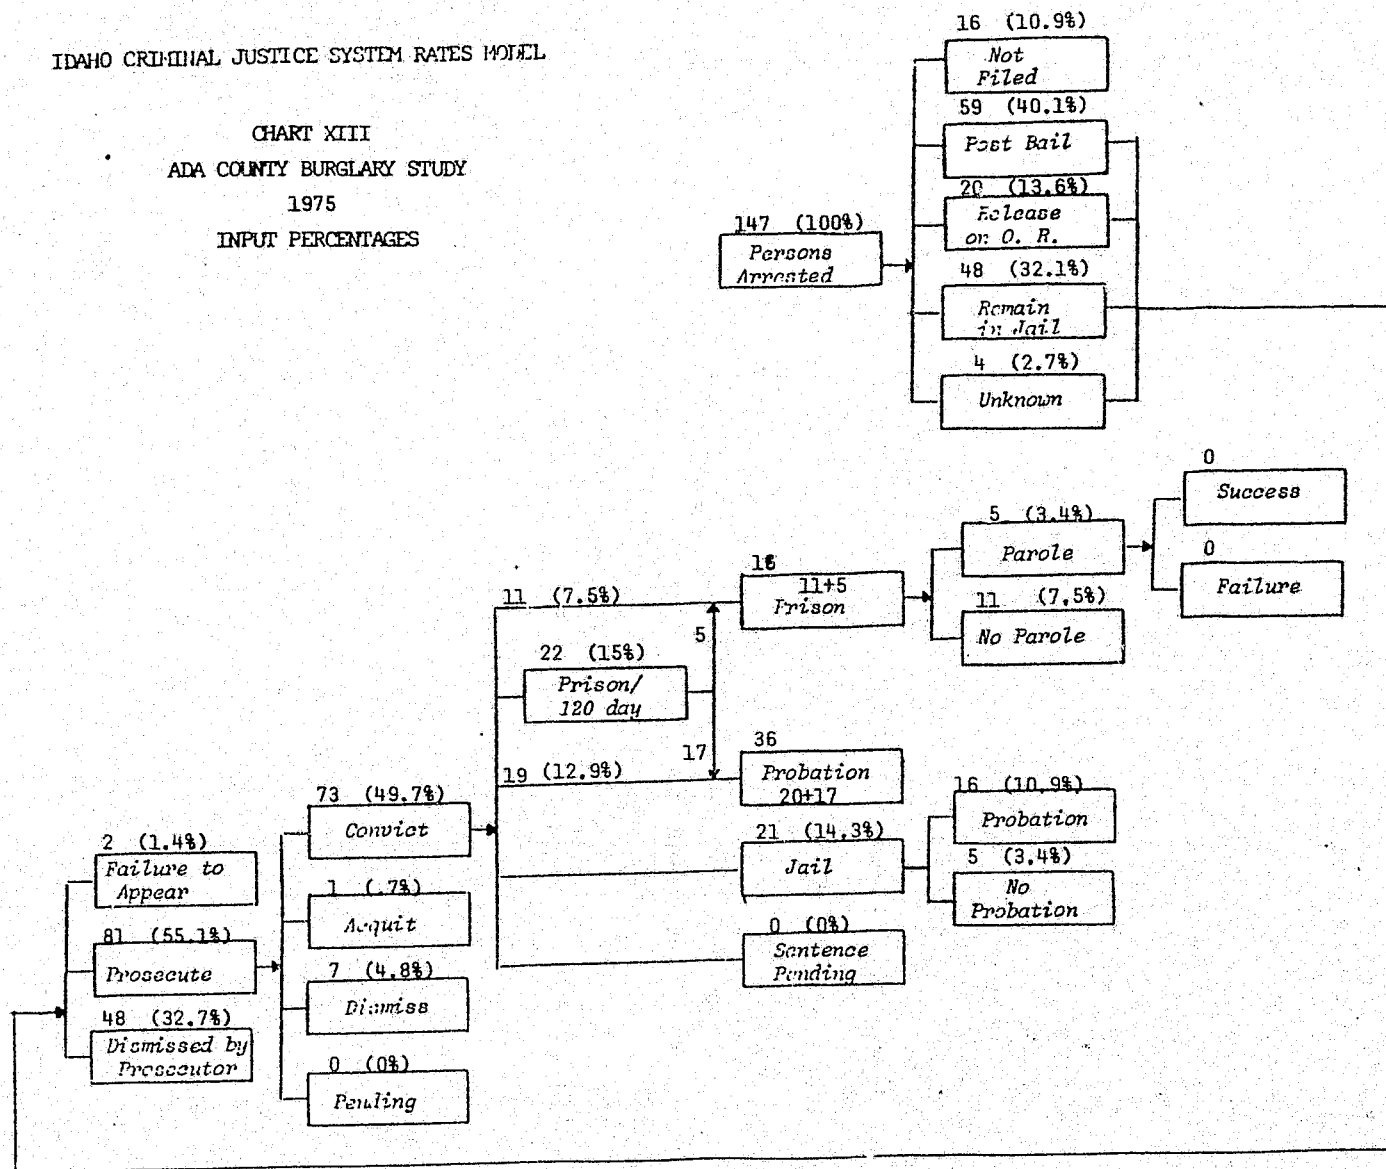 IDAHO CRIMINAL JUSTICE SYSTEM RATES MODEL
CHART XIII
ADA COUNTY BURGLARY STUDY
1975
INPUT PERCENTAGES
147 (100%)
Persons
Arrested
16 (10.9%)
Not
Filed
59 (40.1%)
Post Bail
20 (13.6%)
Release
on O. R.
48 (32.1%)
Remain
in Jail
4 (2.7%)
Unknown
2 (1.4%)
Failure to
Appear
81 (55.1%)
Prosecute
48 (32.7%)
Dismissed by
Prosecutor
73 (49.7%)
Convict
1 (.7%)
Acquit
7 (4.8%)
Dismiss
0 (0%)
Pending
11 (7.5%)
22 (15%)
Prison/
120 day
5
17
19 (12.9%)
16
11+5
Prison
36
Probation
20+17
21 (14.3%)
Jail
0 (0%)
Sentence
Pending
5 (3.4%)
Parole
11 (7.5%)
No Parole
0
Success
0
Failure
16 (10.9%)
Probation
5 (3.4%)
No
Probation